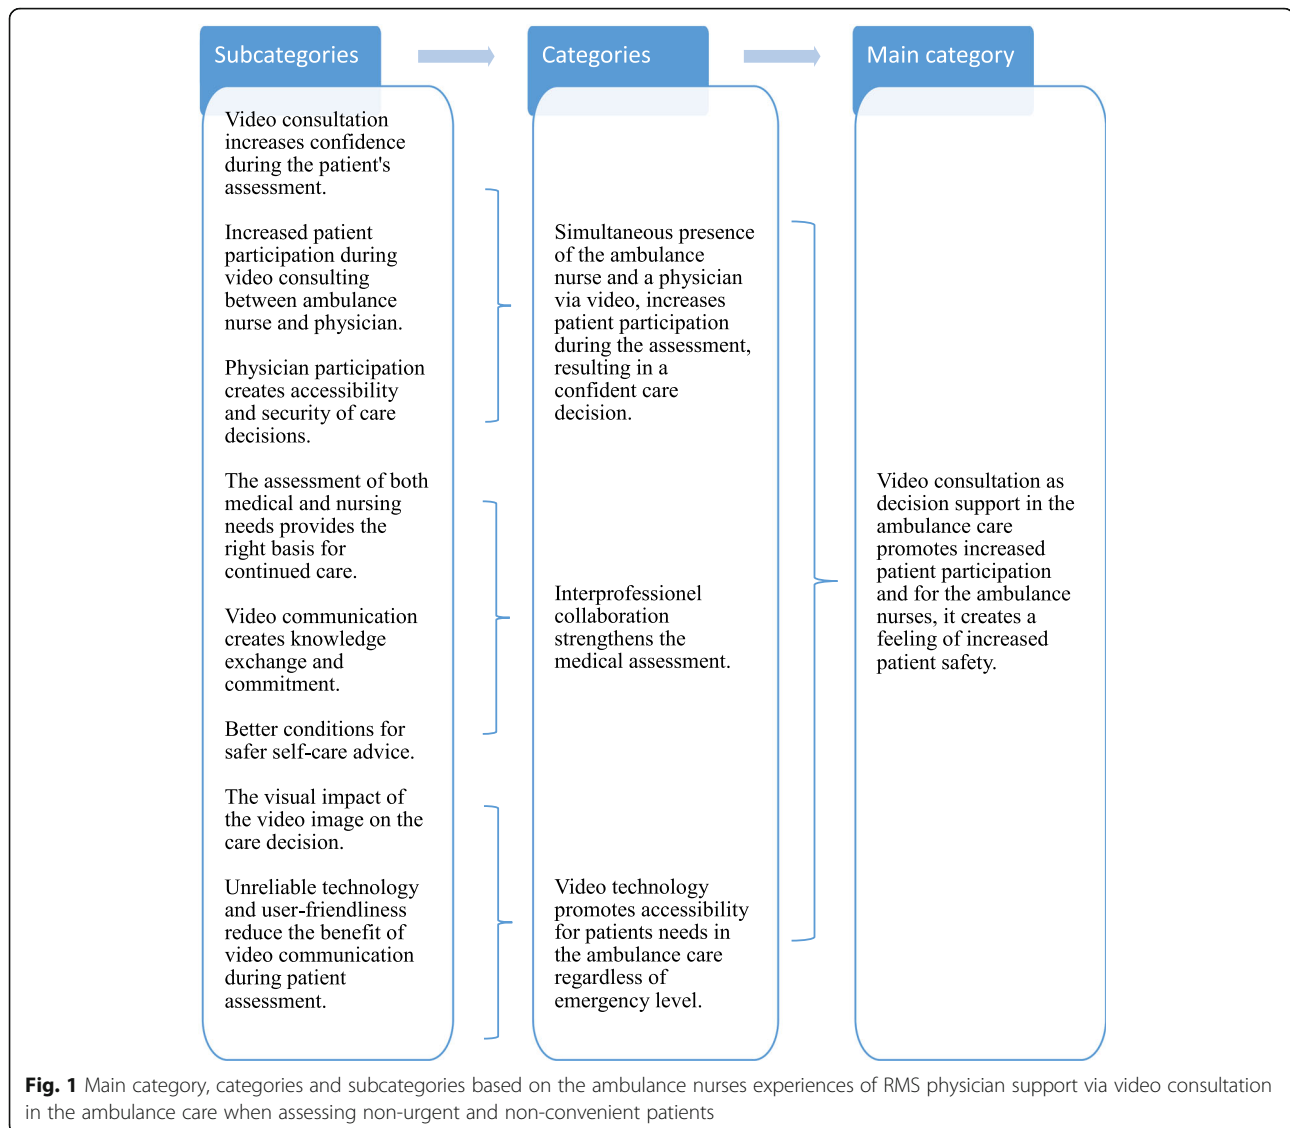 Subcategories
Categories
Main category
Video consultation
increases confidence
during the patient's
assessment.
Increased patient
participation during
video consulting
between ambulance
nurse and physician.
Physician participation
creates accessibility
and security of care
decisions.
The assessment of both
medical and nursing
needs provides the
right basis for
continued care.
Video communication
creates knowledge
exchange and
commitment.
Better conditions for
safer self-care advice.
The visual impact of
the video image on the
care decision.
Unreliable technology
and user-friendliness
reduce the benefit of
video communication
during patient
assessment.
Simultaneous presence
of the ambulance
nurse and a physician
via video, increases
patient participation
during the assessment,
resulting in a
confident care
decision.
Interprofessionel
collaboration
strengthens the
medical assessment.
Video technology
promotes accessibility
for patients needs in
the ambulance care
regardless of
emergency level.
Video consultation as
decision support in the
ambulance care
promotes increased
patient participation
and for the ambulance
nurses, it creates a
feeling of increased
patient safety.
Fig. 1 Main category, categories and subcategories based on the ambulance nurses experiences of RMS physician support via video consultation
in the ambulance care when assessing non-urgent and non-convenient patients